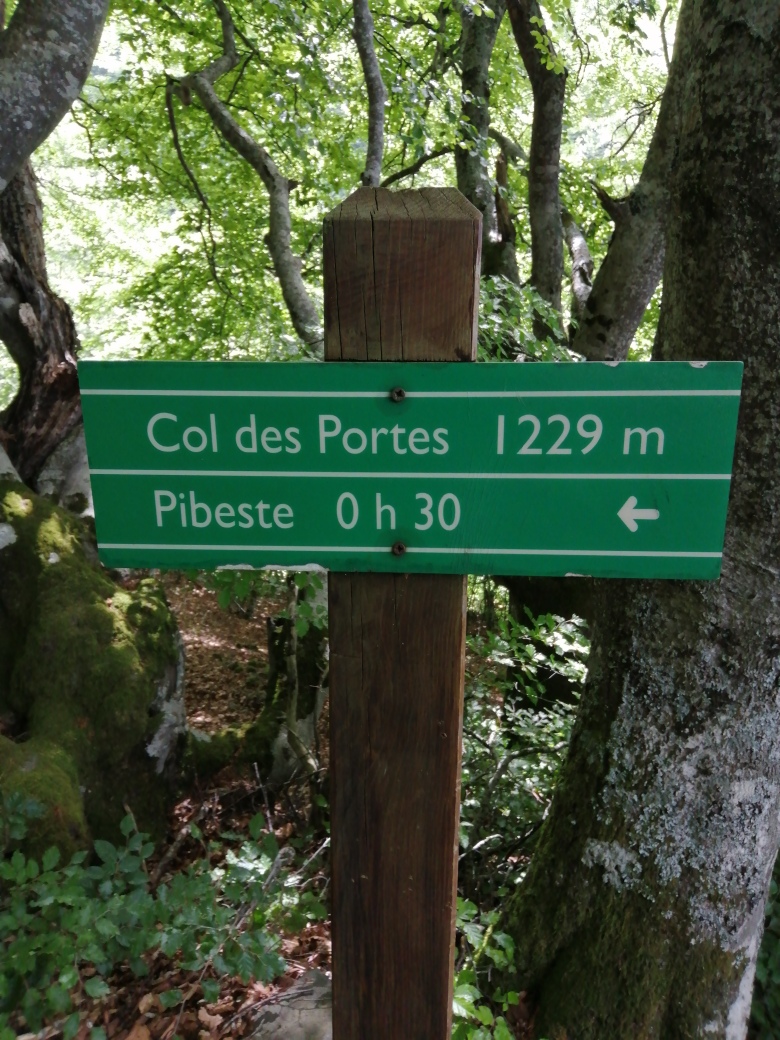 Col des Portes 1229 m
Pibeste 0 h 30 ←